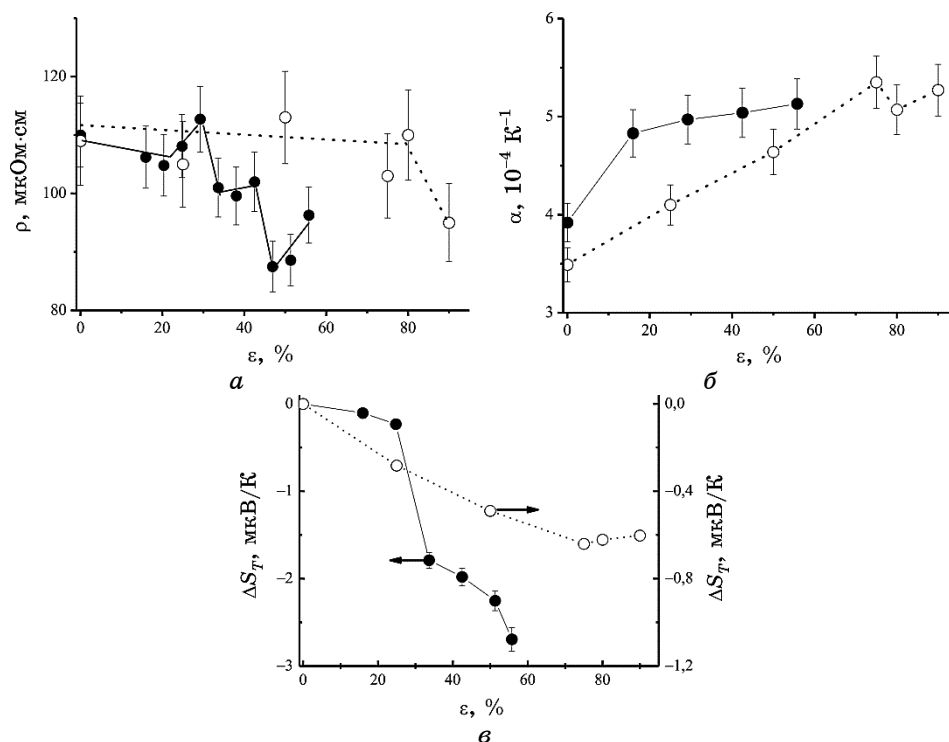 120
100
80
ρ, мкОм·см
0 20 40 60 80
ε, %
а
6
5
4
3
α, 10⁻⁴ К⁻¹
0 20 40 60 80
ε, %
б
0
−1
−2
−3
ΔS_T, мкВ/К
0,0
−0,4
−0,8
−1,2
ΔS_T, мкВ/К
0 20 40 60 80
ε, %
в